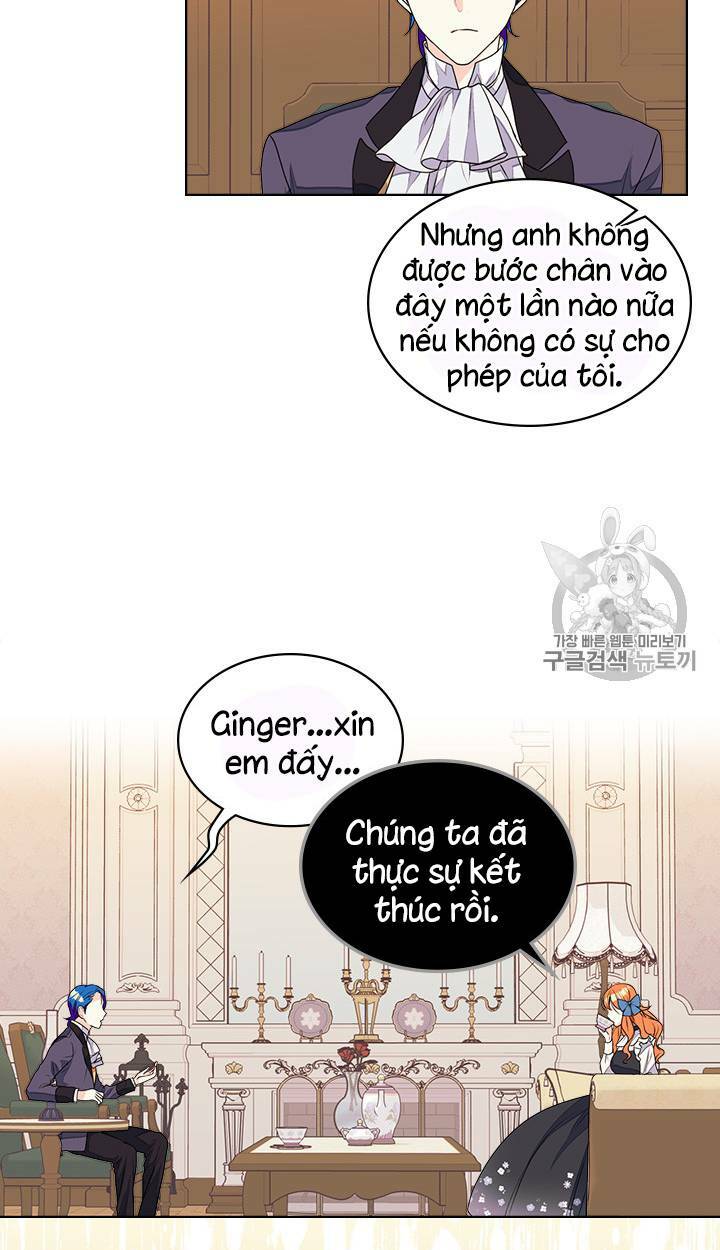 Nhưng anh không
được bước chân vào
đây một lần nào nữa
nếu không có sự cho
phép của tôi.
가장 빠른 웹툰 미리보기
구글검색 뉴토끼
Ginger...xin
em đấy...
Chúng ta đã
thực sự kết
thúc rồi.